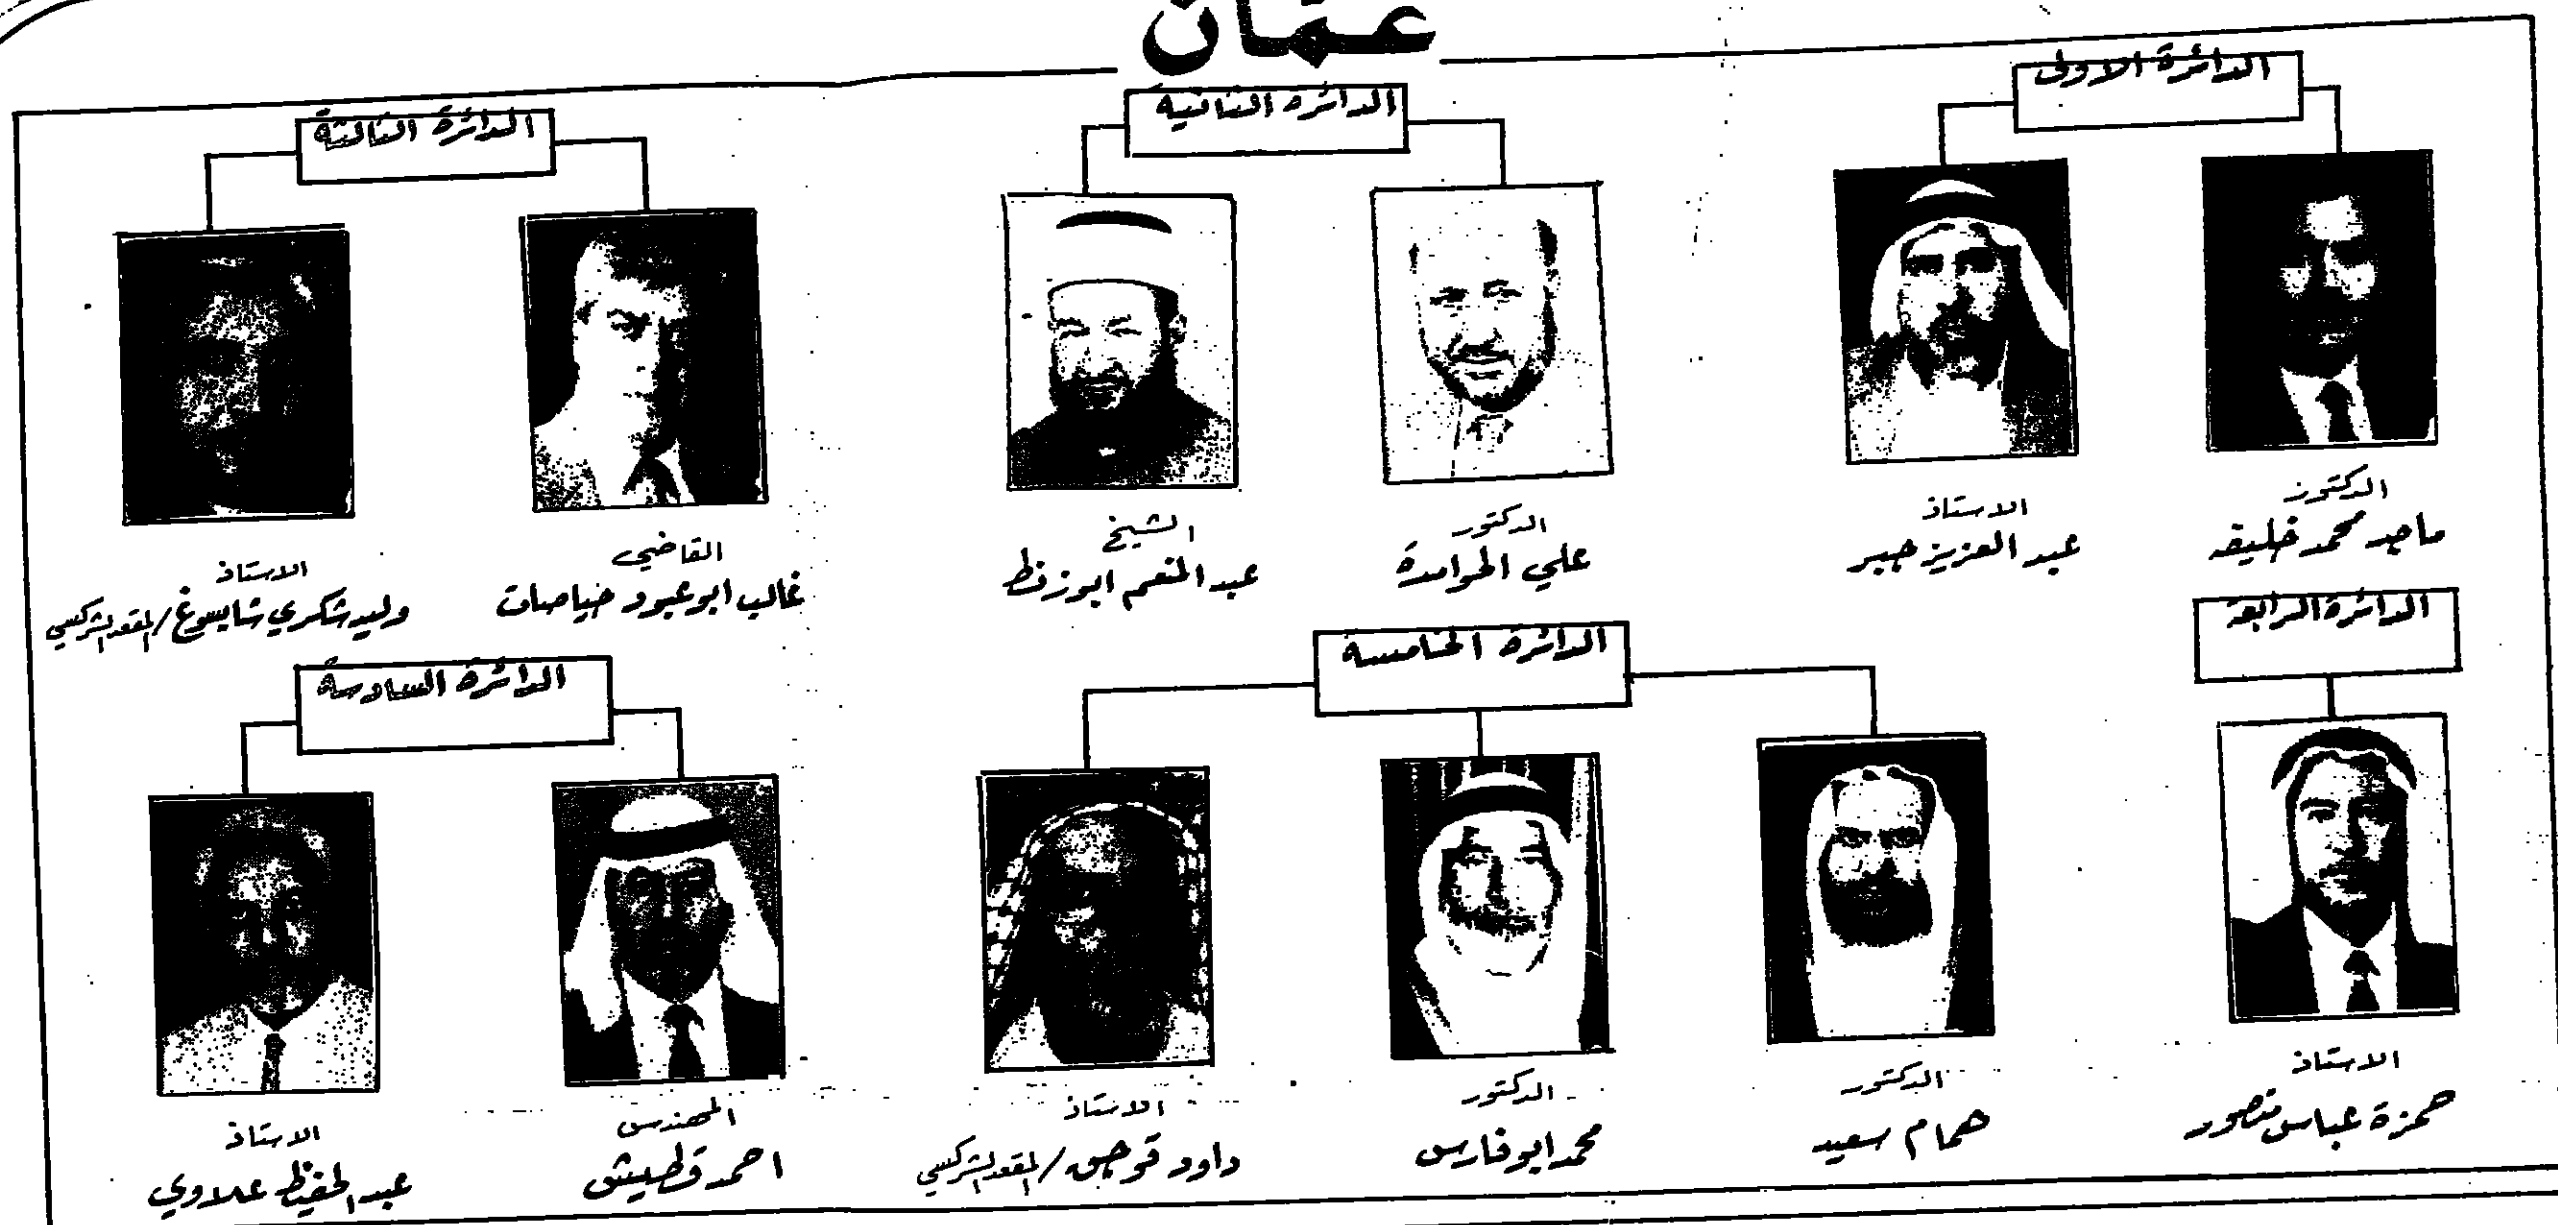 عمان
الدائرة الاولى
الدكتور
ماجد محمد خليفه
الاستاذ
عبد العزيز جبر
الدائرة الثانية
الدكتور
علي الحوامدة
الشيخ
عبد المنعم ابو زنط
الدائرة الثالثة
القاضي
غالب ابو عبود خياصات
الاستاذ
وليد شكري شابسوغ / المقعد الشركسي
الدائرة الرابعة
الاستاذ
حمزة عباس منصور
الدائرة الخامسة
الدكتور
همام سعيد
الدكتور
محمد ابو فارس
الاستاذ
داود قوجق / المقعد الشركسي
الدائرة السادسة
المهندس
احمد قطيش
الاستاذ
عبد الحفيظ علاوي